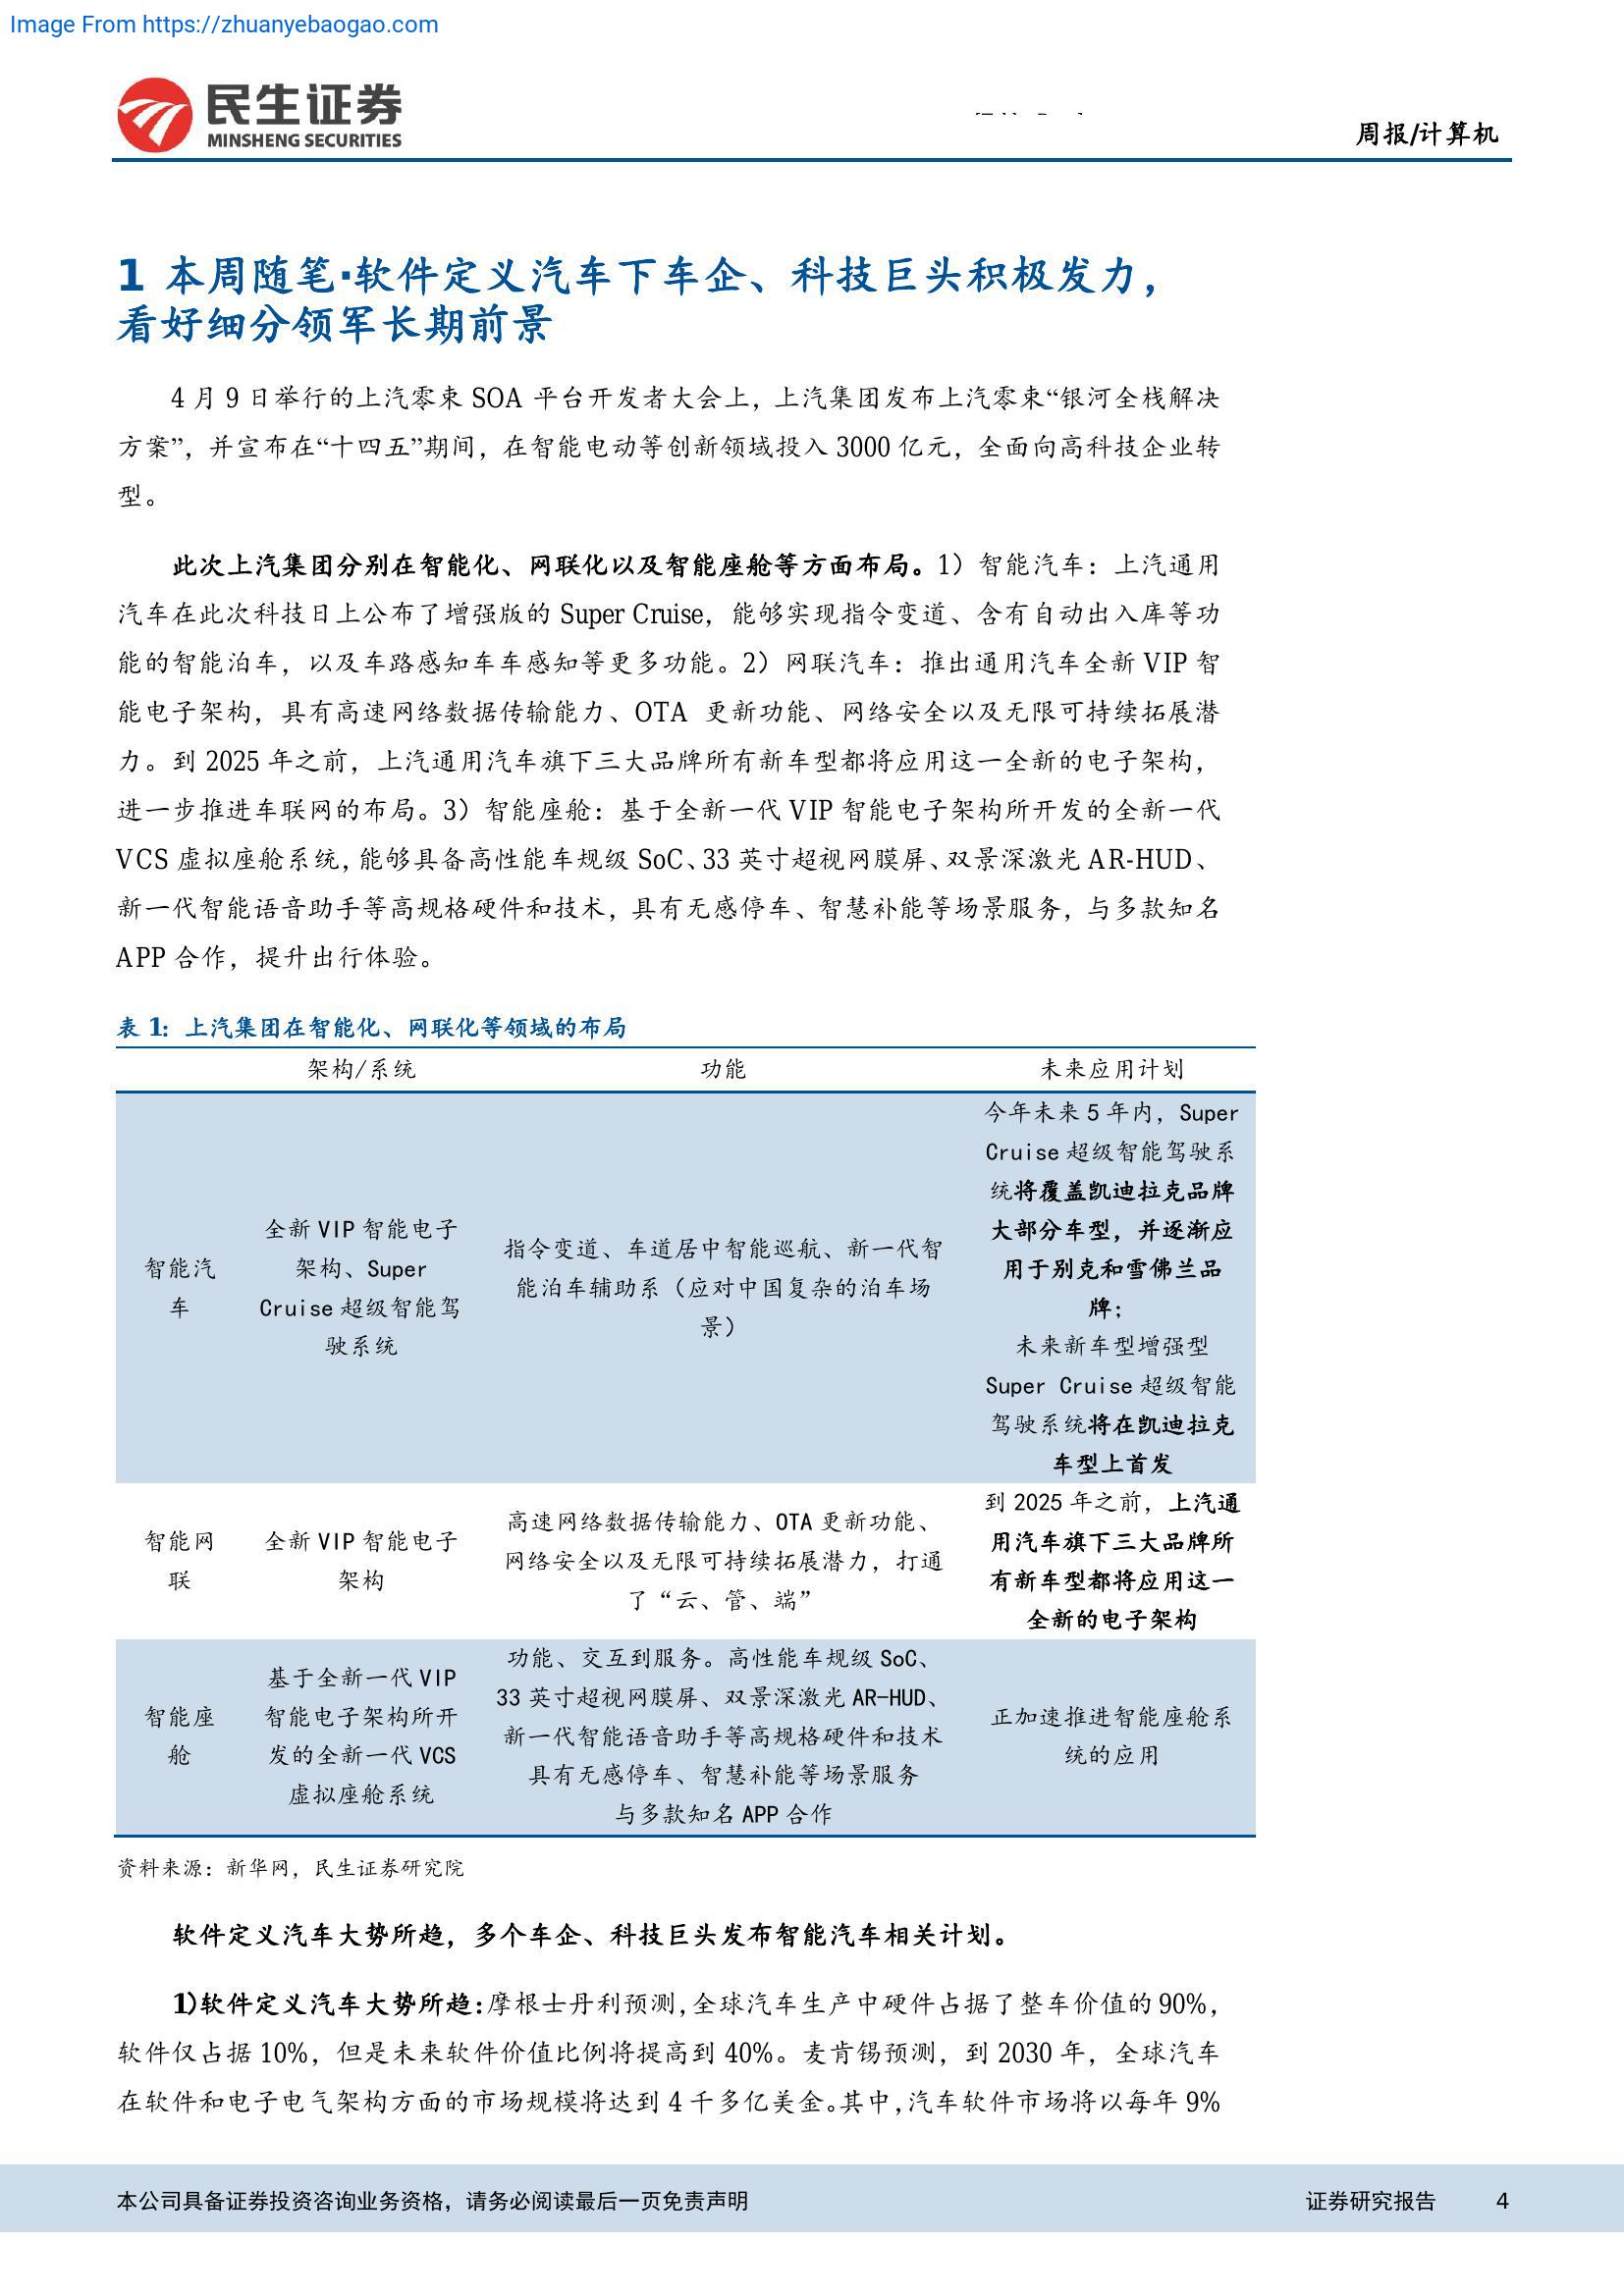 Image From https://zhuanyebaogao.com
民生证券
MINSHENG SECURITIES
周报/计算机
1 本周随笔·软件定义汽车下车企、科技巨头积极发力，
看好细分领军长期前景
4 月 9 日举行的上汽零束 SOA 平台开发者大会上，上汽集团发布上汽零束“银河全栈解决
方案”，并宣布在“十四五”期间，在智能电动等创新领域投入 3000 亿元，全面向高科技企业转
型。
此次上汽集团分别在智能化、网联化以及智能座舱等方面布局。1）智能汽车：上汽通用
汽车在此次科技日上公布了增强版的 Super Cruise，能够实现指令变道、含有自动出入库等功
能的智能泊车，以及车路感知车车感知等更多功能。2）网联汽车：推出通用汽车全新 VIP 智
能电子架构，具有高速网络数据传输能力、OTA 更新功能、网络安全以及无限可持续拓展潜
力。到 2025 年之前，上汽通用汽车旗下三大品牌所有新车型都将应用这一全新的电子架构，
进一步推进车联网的布局。3）智能座舱：基于全新一代 VIP 智能电子架构所开发的全新一代
VCS 虚拟座舱系统，能够具备高性能车规级 SoC、33 英寸超视网膜屏、双景深激光 AR-HUD、
新一代智能语音助手等高规格硬件和技术，具有无感停车、智慧补能等场景服务，与多款知名
APP 合作，提升出行体验。
表 1：上汽集团在智能化、网联化等领域的布局
架构/系统 功能 未来应用计划
智能汽
车
全新 VIP 智能电子
架构、Super
Cruise 超级智能驾
驶系统
指令变道、车道居中智能巡航、新一代智
能泊车辅助系（应对中国复杂的泊车场
景）
今年未来 5 年内，Super
Cruise 超级智能驾驶系
统将覆盖凯迪拉克品牌
大部分车型，并逐渐应
用于别克和雪佛兰品
牌；
未来新车型增强型
Super Cruise 超级智能
驾驶系统将在凯迪拉克
车型上首发
智能网
联
全新 VIP 智能电子
架构
高速网络数据传输能力、OTA 更新功能、
网络安全以及无限可持续拓展潜力，打通
了“云、管、端”
到 2025 年之前，上汽通
用汽车旗下三大品牌所
有新车型都将应用这一
全新的电子架构
智能座
舱
基于全新一代 VIP
智能电子架构所开
发的全新一代 VCS
虚拟座舱系统
功能、交互到服务。高性能车规级 SoC、
33 英寸超视网膜屏、双景深激光 AR-HUD、
新一代智能语音助手等高规格硬件和技术
具有无感停车、智慧补能等场景服务
与多款知名 APP 合作
正加速推进智能座舱系
统的应用
资料来源：新华网，民生证券研究院
软件定义汽车大势所趋，多个车企、科技巨头发布智能汽车相关计划。
1)软件定义汽车大势所趋：摩根士丹利预测，全球汽车生产中硬件占据了整车价值的 90%，
软件仅占据 10%，但是未来软件价值比例将提高到 40%。麦肯锡预测，到 2030 年，全球汽车
在软件和电子电气架构方面的市场规模将达到 4 千多亿美金。其中，汽车软件市场将以每年 9%
本公司具备证券投资咨询业务资格，请务必阅读最后一页免责声明
证券研究报告 4